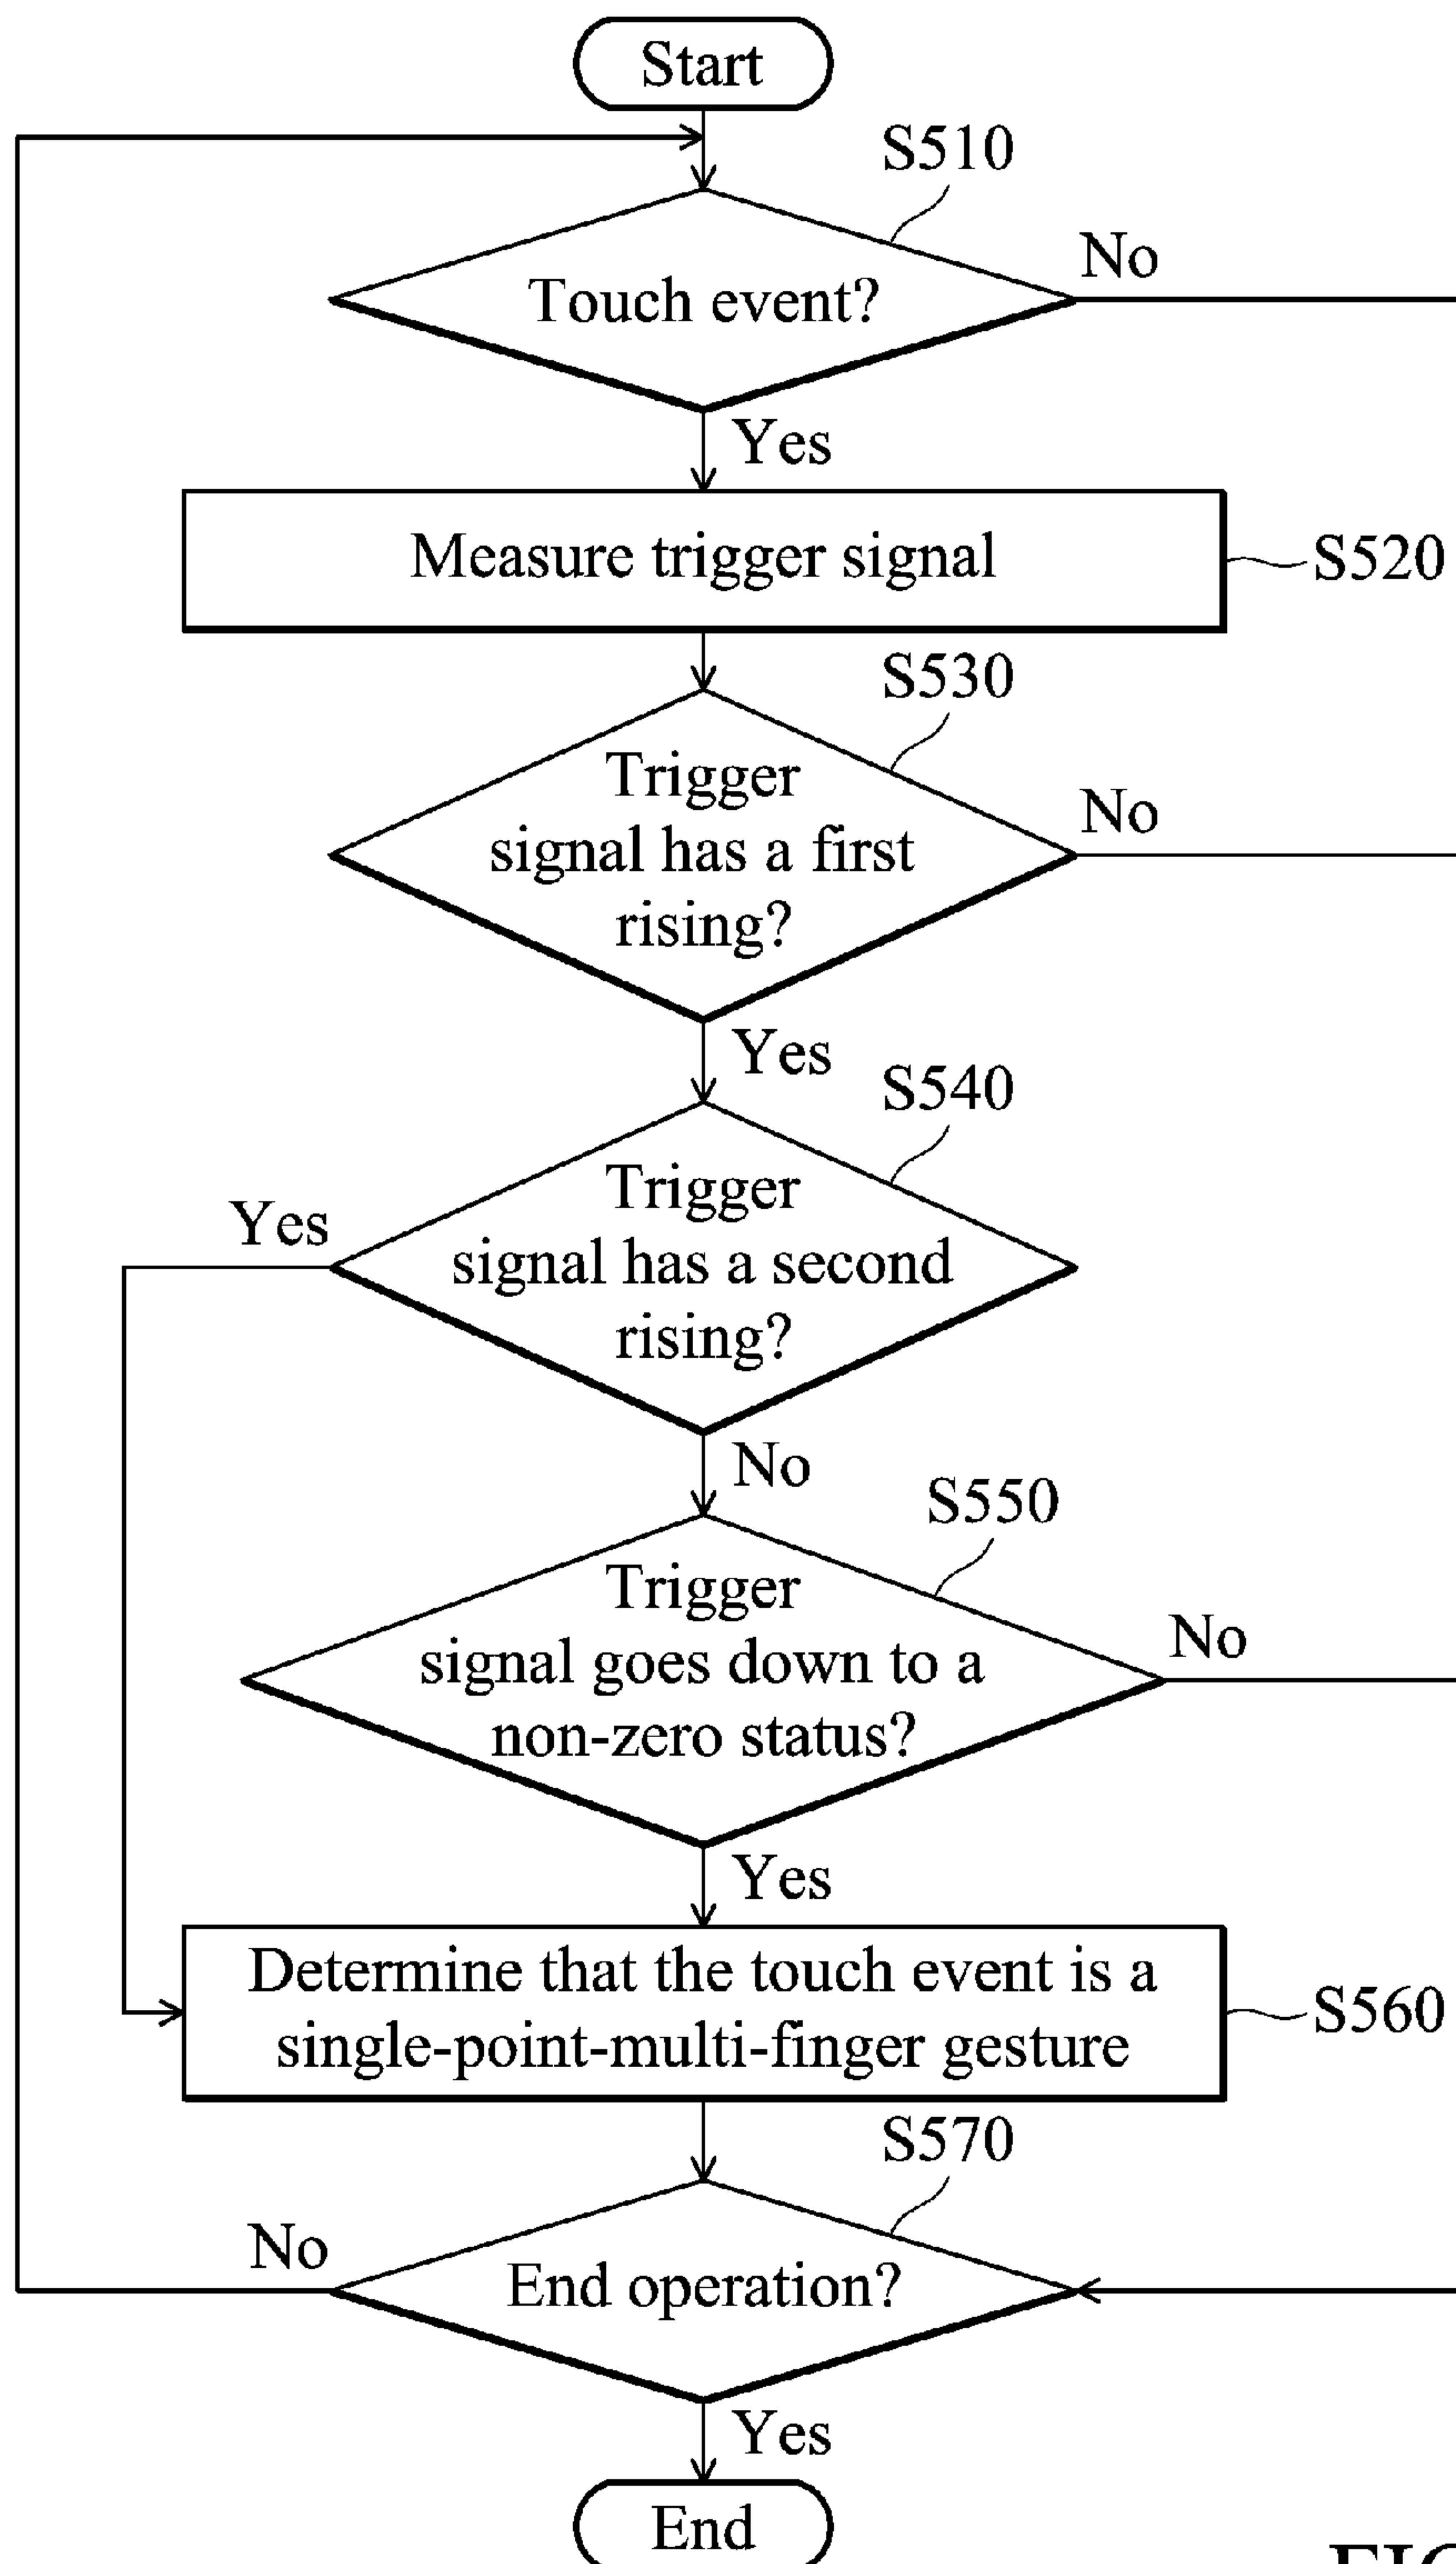 Start
S510
No
Touch event?
Yes
Measure trigger signal
S520
S530
Trigger
signal has a first
rising?
No
Yes
S540
Trigger
signal has a second
rising?
Yes
No
S550
Trigger
signal goes down to a
non-zero status?
No
Yes
Determine that the touch event is a
single-point-multi-finger gesture
S560
S570
No
End operation?
Yes
End